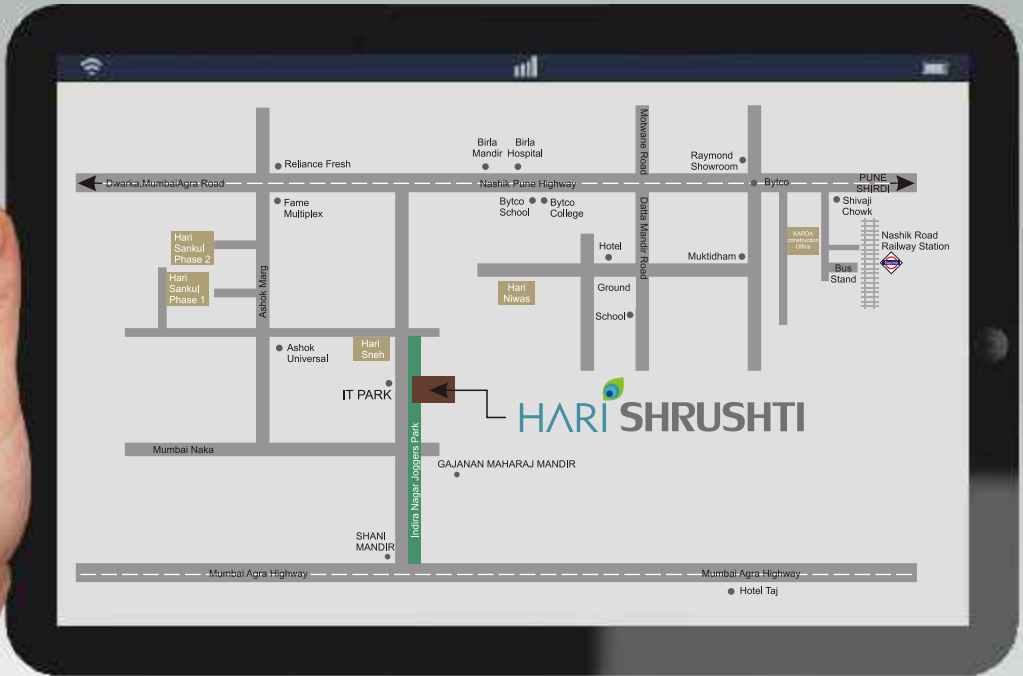 Motwane Road
Birla
Mandir
Birla
Hospital
Reliance Fresh
Raymond
Showroom
Dwarka,MumbaiAgra Road
Nashik Pune Highway
Bytco
PUNE
SHIRDI
Fame
Multiplex
Bytco
School
Bytco
College
Shivaji
Chowk
Datta Mandir Road
Hari
Sankul
Phase 2
KARDA
construction
Office
Nashik Road
Railway Station
Nashik
Hotel
Muktidham
Bus
Stand
Hari
Sankul
Phase 1
Ashok Marg
Hari
Niwas
Ground
School
Ashok
Universal
Hari
Sneh
IT PARK
HARI SHRUSHTI
Indira Nagar Joggers Park
Mumbai Naka
GAJANAN MAHARAJ MANDIR
SHANI
MANDIR
Mumbai Agra Highway
Mumbai Agra Highway
Hotel Taj